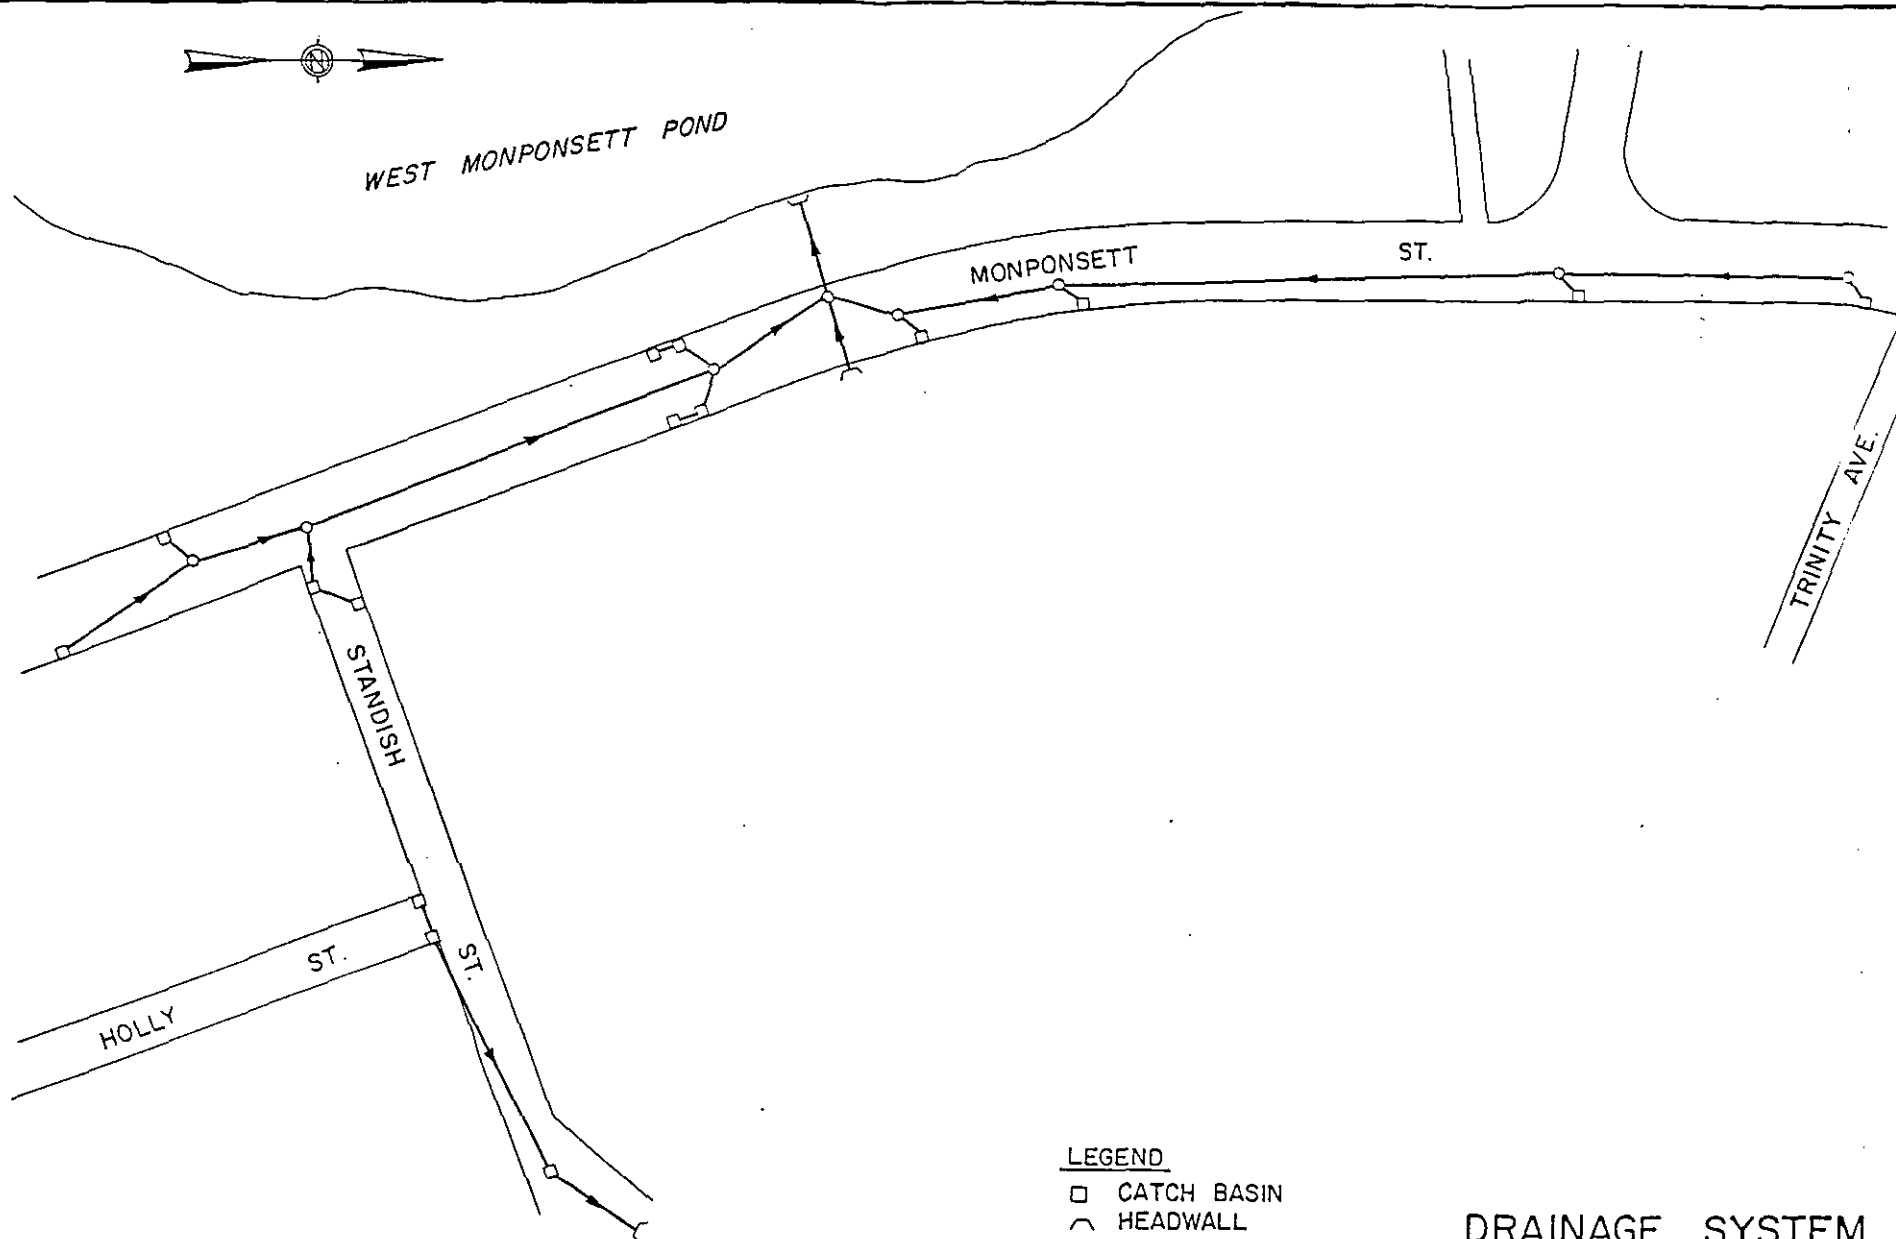 N
WEST MONPONSETT POND
MONPONSETT ST.
TRINITY AVE.
STANDISH ST.
HOLLY ST.
LEGEND
CATCH BASIN
HEADWALL
DRAINAGE SYSTEM